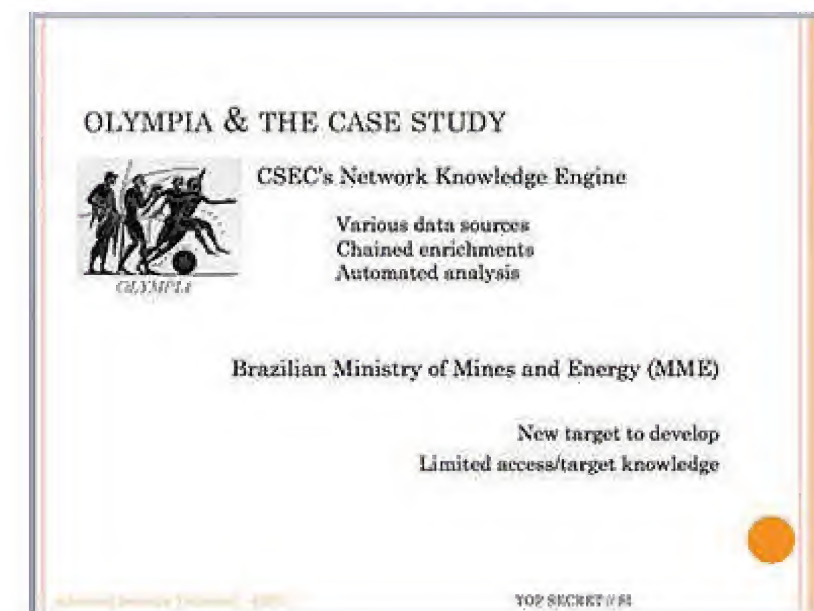 OLYMPIA & THE CASE STUDY
CSEC's Network Knowledge Engine
Various data sources
Chained enrichments
Automated analysis
OLYMPIA
Brazilian Ministry of Mines and Energy (MME)
New target to develop
Limited access/target knowledge
TOP SECRET // SI